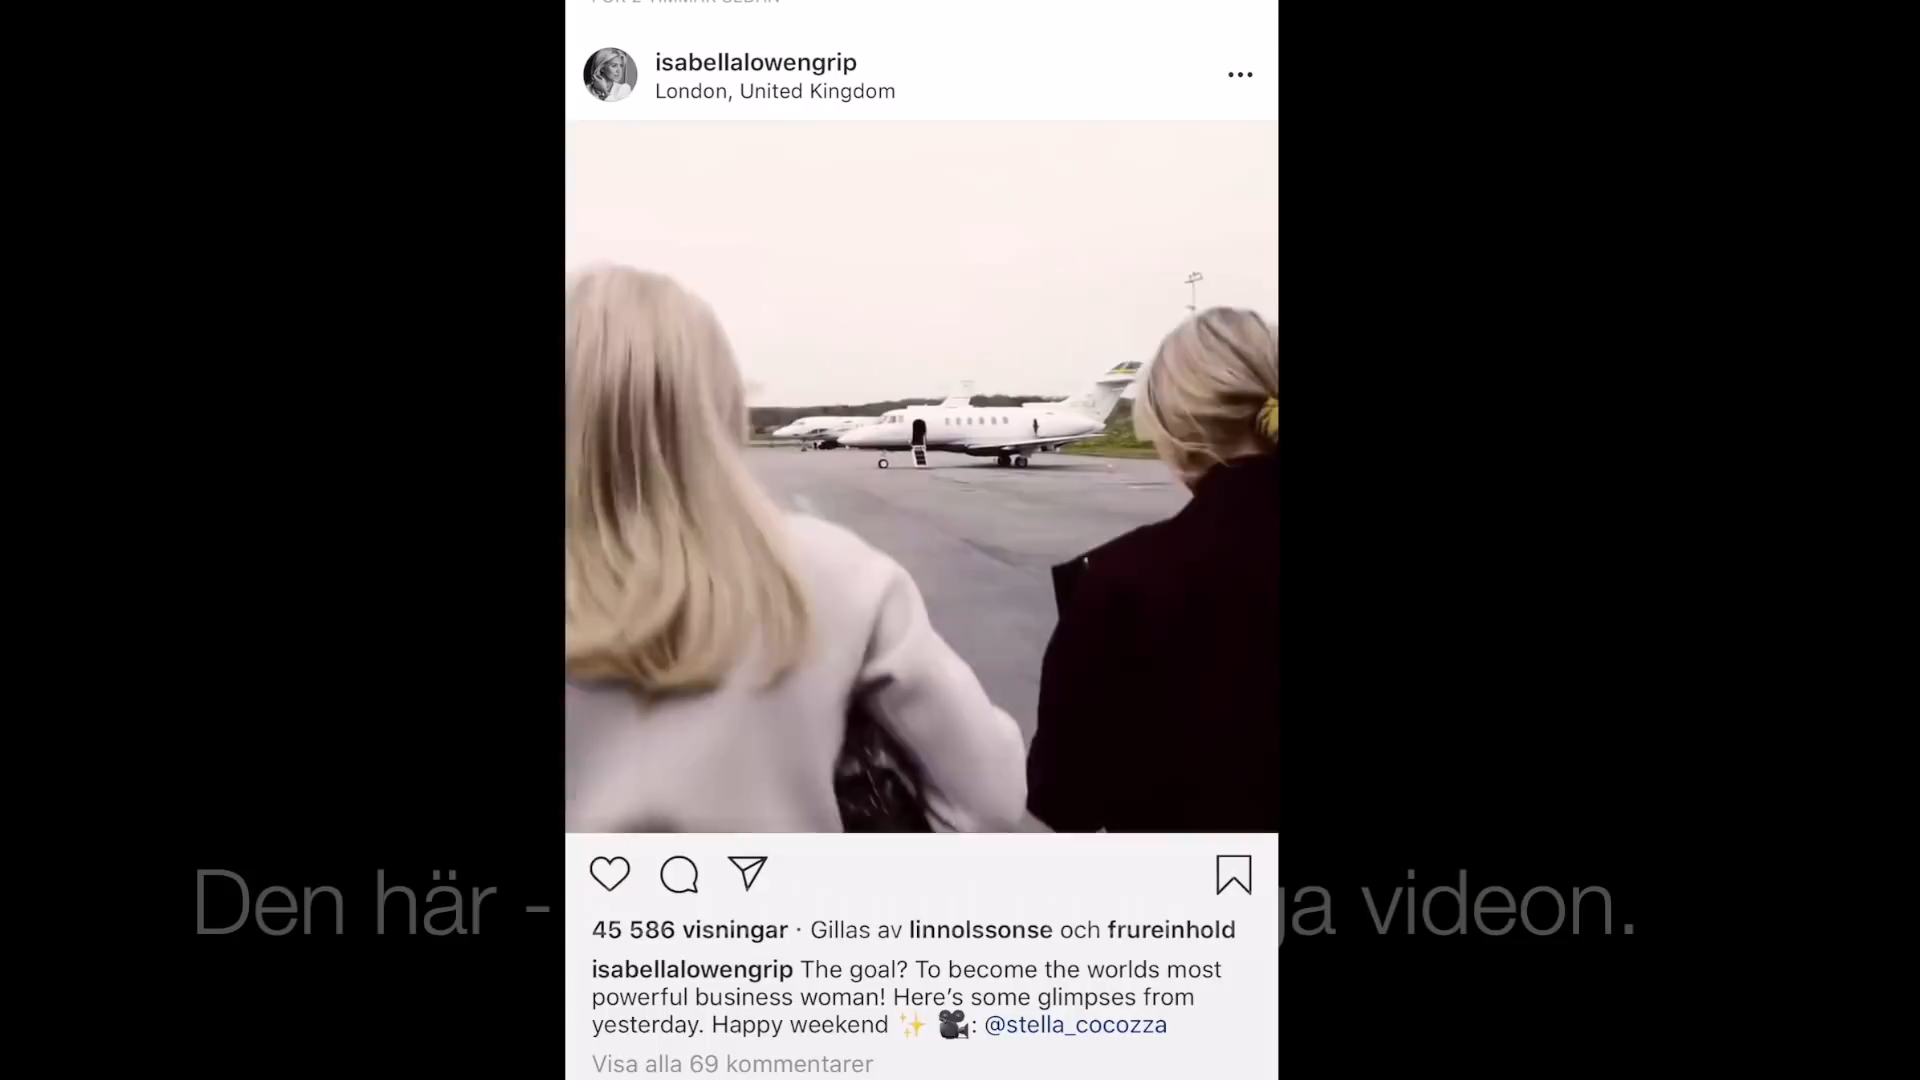 isabellalowengrip
London, United Kingdom
45 586 visningar · Gillas av linnolssonse och frureinhold
isabellalowengrip The goal? To become the worlds most
powerful business woman! Here's some glimpses from
yesterday. Happy weekend ✨ 🎥: @stella_cocozza
Visa alla 69 kommentarer
Den här - videon.